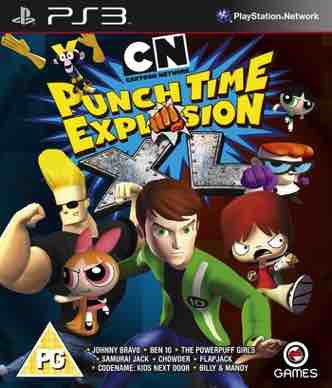 PS3
PlayStation Network
CN
CARTOON NETWORK
PUNCH TIME
EXPLOSION
XL
10
• JOHNNY BRAVO • BEN 10 • THE POWERPUFF GIRLS
• SAMURAI JACK • CHOWDER • FLAPJACK
• CODENAME: KIDS NEXT DOOR • BILLY & MANDY
PG
GAMES